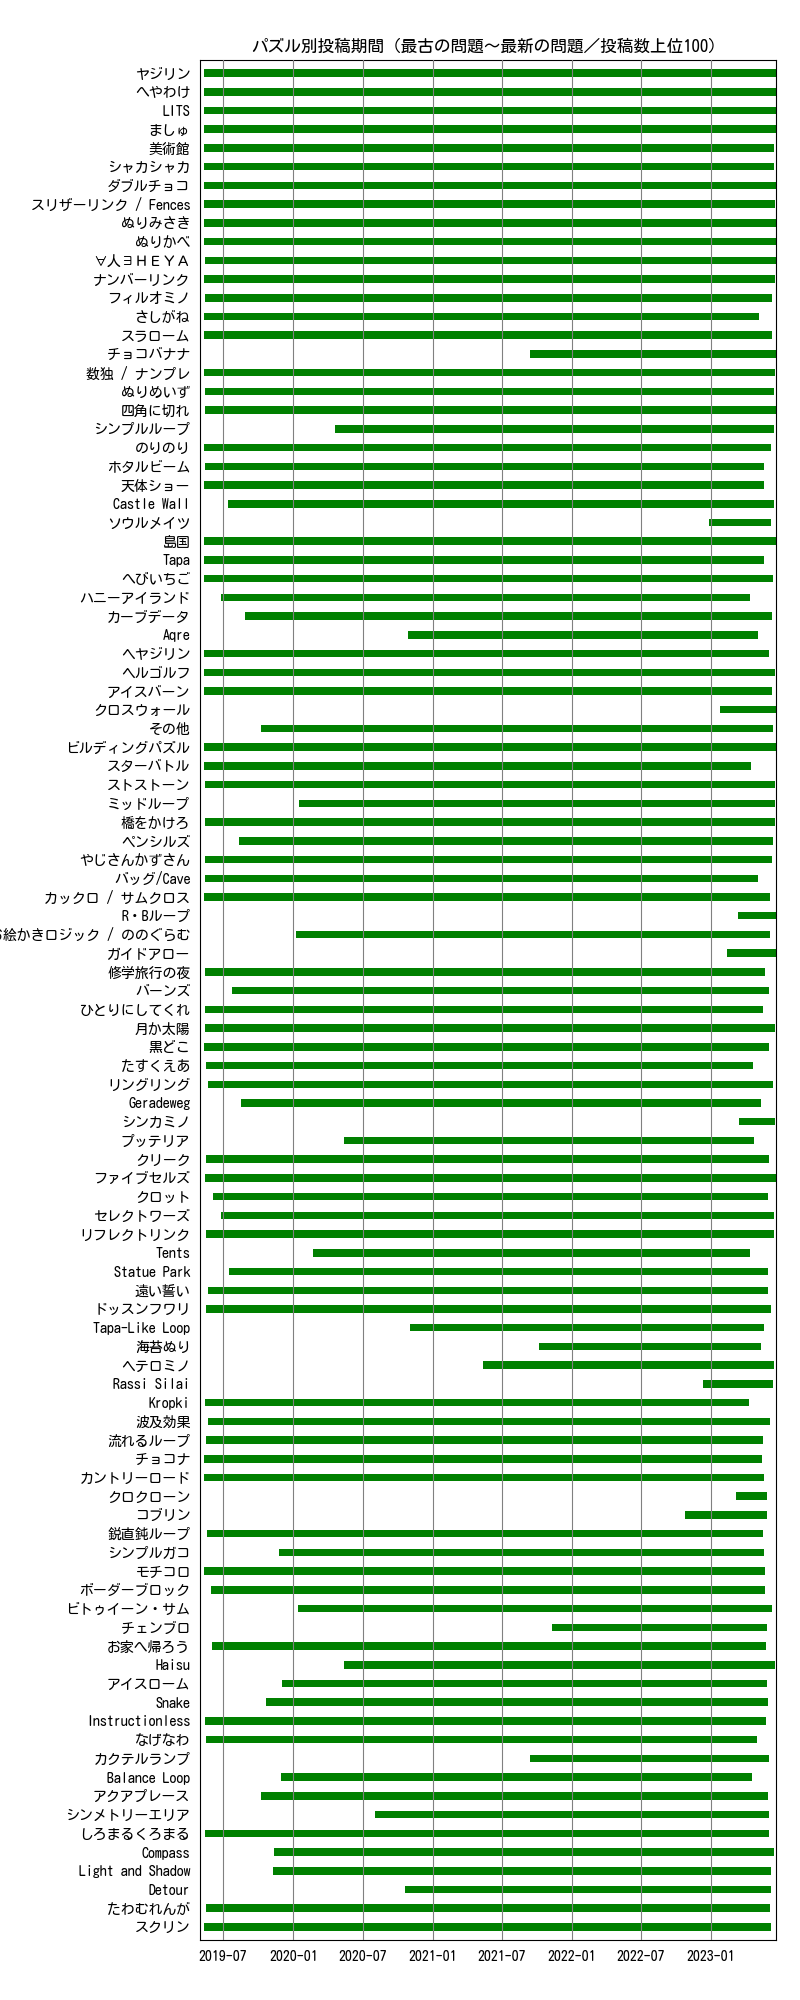 パズル別投稿期間（最古の問題～最新の問題／投稿数上位100）
ヤジリン
へやわけ
LITS
ましゅ
美術館
シャカシャカ
ダブルチョコ
スリザーリンク / Fences
ぬりみさき
ぬりかべ
∀人∃ＨＥＹＡ
ナンバーリンク
フィルオミノ
さしがね
スラローム
チョコバナナ
数独 / ナンプレ
ぬりめいず
四角に切れ
シンプルループ
のりのり
ホタルビーム
天体ショー
Castle Wall
ソウルメイツ
島国
Tapa
へびいちご
ハニーアイランド
カーブデータ
Aqre
ヘヤジリン
ヘルゴルフ
アイスバーン
クロスウォール
その他
ビルディングパズル
スターバトル
ストストーン
ミッドループ
橋をかけろ
ペンシルズ
やじさんかずさん
バッグ/Cave
カックロ / サムクロス
R・Bループ
絵かきロジック / ののぐらむ
ガイドアロー
修学旅行の夜
バーンズ
ひとりにしてくれ
月か太陽
黒どこ
たすくえあ
リングリング
Geradeweg
シンカミノ
プッテリア
クリーク
ファイブセルズ
クロット
セレクトワーズ
リフレクトリンク
Tents
Statue Park
遠い誓い
ドッスンフワリ
Tapa-Like Loop
海苔ぬり
ヘテロミノ
Rassi Silai
Kropki
波及効果
流れるループ
チョコナ
カントリーロード
クロクローン
コブリン
鋭直鈍ループ
シンプルガコ
モチコロ
ボーダーブロック
ビトゥイーン・サム
チェンブロ
お家へ帰ろう
Haisu
アイスローム
Snake
Instructionless
なげなわ
カクテルランプ
Balance Loop
アクアプレース
シンメトリーエリア
しろまるくろまる
Compass
Light and Shadow
Detour
たわむれんが
スクリン
2019-07 2020-01 2020-07 2021-01 2021-07 2022-01 2022-07 2023-01